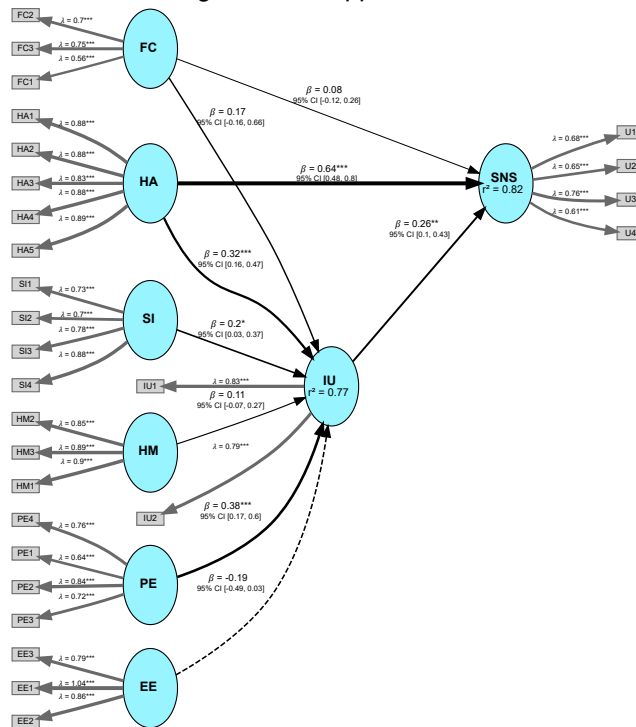 FC2
λ = 0.7***
FC3
λ = 0.75***
FC1
λ = 0.56***
FC
β = 0.08
95% CI [-0.12, 0.26]
β = 0.17
95% CI [-0.16, 0.66]
HA1
λ = 0.88***
HA2
λ = 0.88***
HA3
λ = 0.83***
HA4
λ = 0.88***
HA5
λ = 0.89***
HA
β = 0.64***
95% CI [0.48, 0.8]
SNS
r² = 0.82
λ = 0.68***
U1
λ = 0.65***
U2
λ = 0.76***
U3
λ = 0.61***
U4
β = 0.26**
95% CI [0.1, 0.43]
β = 0.32***
95% CI [0.16, 0.47]
SI1
λ = 0.73***
SI2
λ = 0.7***
SI3
λ = 0.78***
SI4
λ = 0.88***
SI
β = 0.2*
95% CI [0.03, 0.37]
IU
r² = 0.77
IU1
λ = 0.83***
β = 0.11
95% CI [-0.07, 0.27]
HM2
λ = 0.85***
HM3
λ = 0.89***
HM1
λ = 0.9***
HM
λ = 0.79***
IU2
β = 0.38***
95% CI [0.17, 0.6]
PE4
λ = 0.76***
PE1
λ = 0.64***
PE2
λ = 0.84***
PE3
λ = 0.72***
PE
β = -0.19
95% CI [-0.49, 0.03]
EE3
λ = 0.79***
EE1
λ = 1.04***
EE2
λ = 0.86***
EE